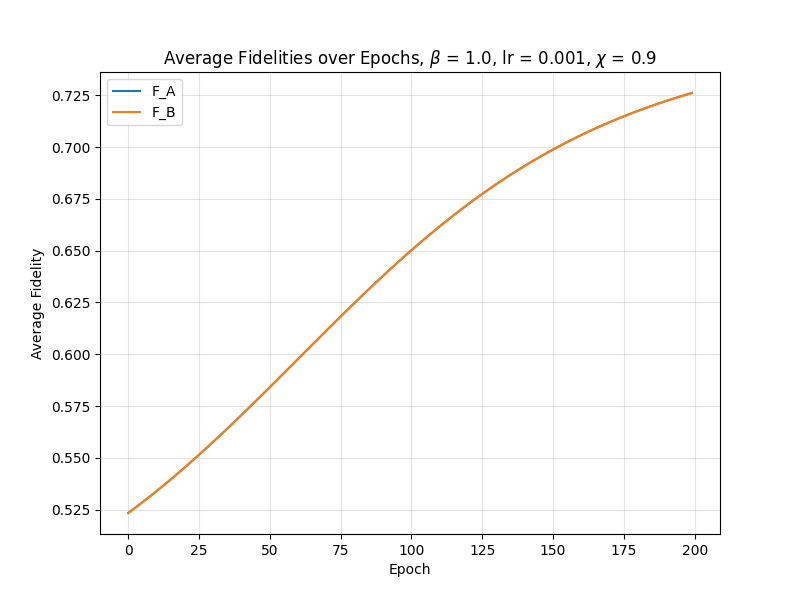 Average Fidelities over Epochs, β = 1.0, lr = 0.001, χ = 0.9
F_A
F_B
0.725
0.700
0.675
0.650
0.625
0.600
0.575
0.550
0.525
Average Fidelity
0 25 50 75 100 125 150 175 200
Epoch